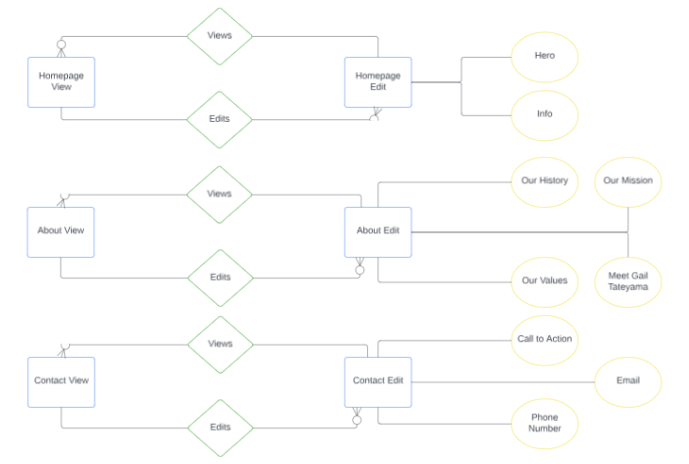 Views
Homepage
View
Homepage
Edit
Hero
Edits
Info
Views
Our History
Our Mission
About View
About Edit
Edits
Our Values
Meet Gail
Tateyama
Views
Call to Action
Contact View
Contact Edit
Email
Edits
Phone
Number